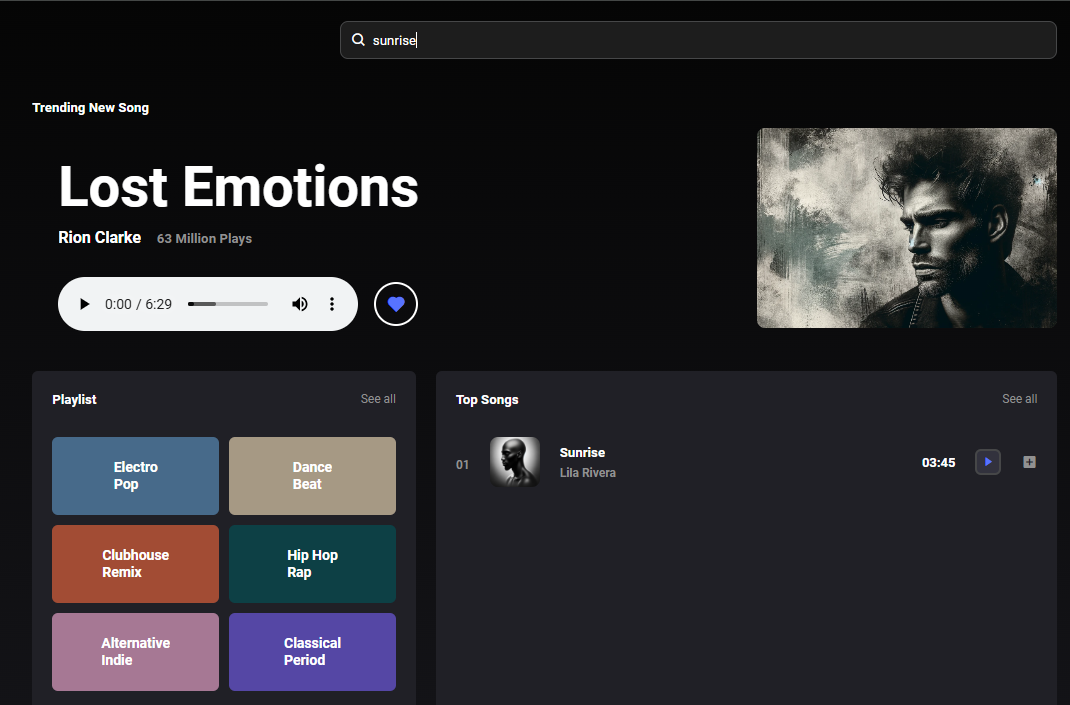 sunrise
Trending New Song
Lost Emotions
Rion Clarke 63 Million Plays
0:00 / 6:29
Playlist See all
Electro
Pop
Dance
Beat
Clubhouse
Remix
Hip Hop
Rap
Alternative
Indie
Classical
Period
Top Songs See all
01
Sunrise
Lila Rivera
03:45